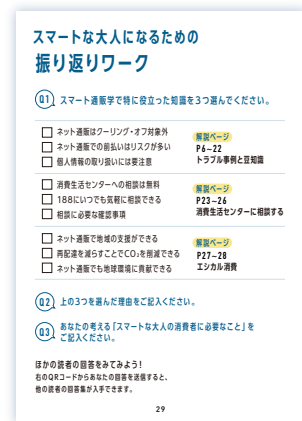 スマートな大人になるための
振り返りワーク
Q1 スマート通販学で特に役立った知識を3つ選んでください。
ネット通販はクーリング・オフ対象外
ネット通販での前払いはリスクが多い
個人情報の取り扱いには要注意
解説ページ
P6-22
トラブル事例と豆知識
消費生活センターへの相談は無料
188にいつでも気軽に相談できる
相談に必要な確認事項
解説ページ
P23-26
消費生活センターに相談する
ネット通販で地域の支援ができる
再配達を減らすことでCO₂を削減できる
ネット通販でも地球環境に貢献できる
解説ページ
P27-28
エシカル消費
Q2 上の3つを選んだ理由をご記入ください。
Q3 あなたの考える「スマートな大人の消費者に必要なこと」を
ご記入ください。
ほかの読者の回答をみてみよう!
右のQRコードからあなたの回答を送信すると、
他の読者の回答集が入手できます。
29